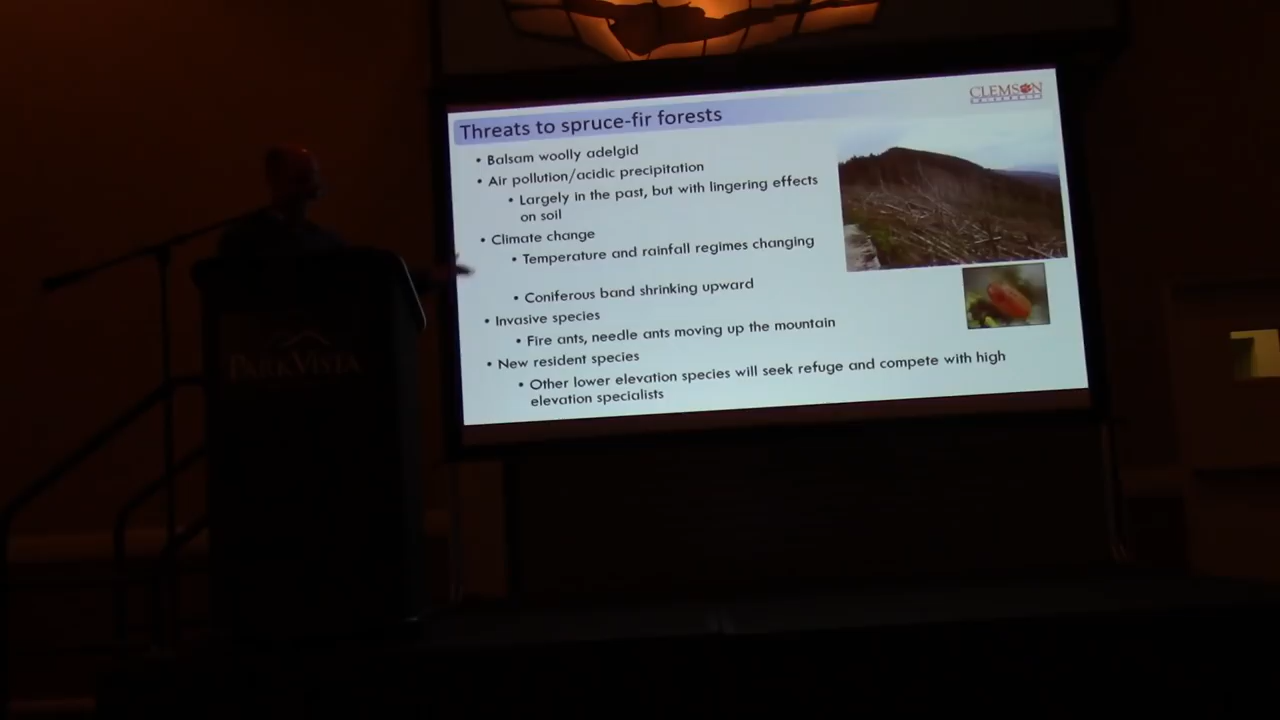 CLEMSON
Threats to spruce-fir forests
• Balsam woolly adelgid
• Air pollution/acidic precipitation
• Largely in the past, but with lingering effects
on soil
• Climate change
• Temperature and rainfall regimes changing
• Coniferous band shrinking upward
• Invasive species
• Fire ants, needle ants moving up the mountain
• New resident species
• Other lower elevation species will seek refuge and compete with high
elevation specialists
PARK VISTA